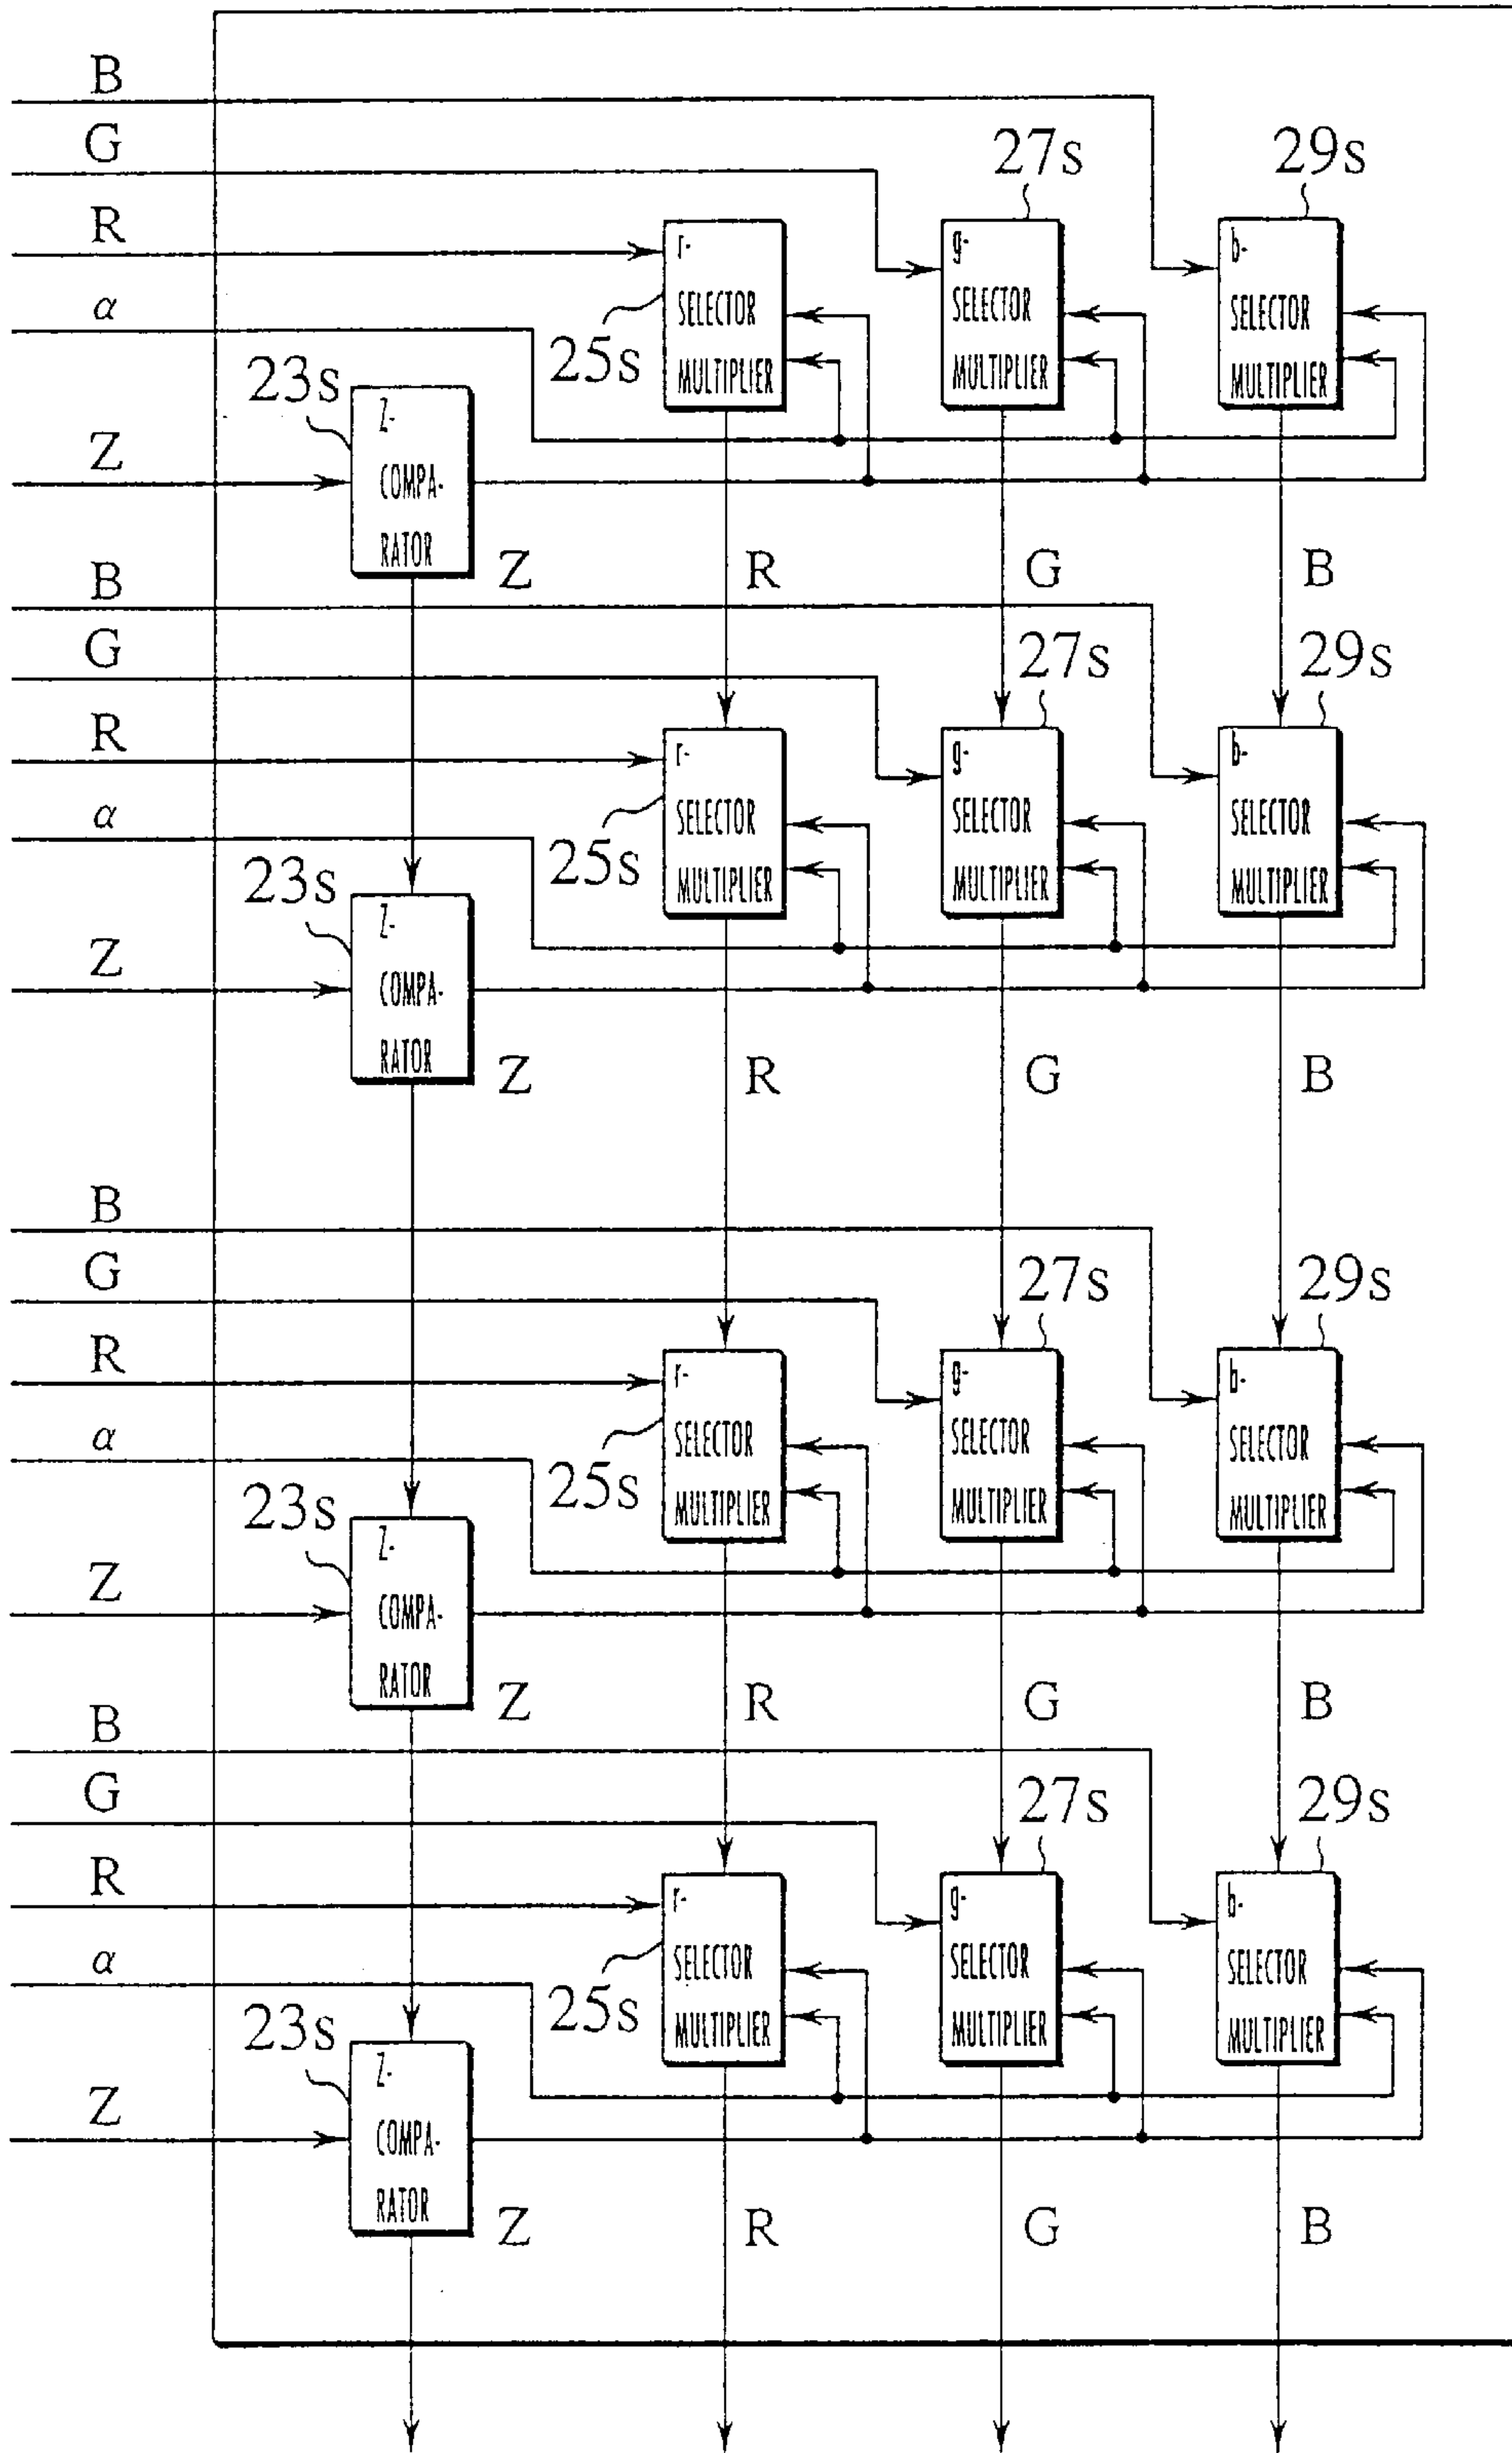 B
G
27s
29s
R
r-
SELECTOR
MULTIPLIER
g-
SELECTOR
MULTIPLIER
b-
SELECTOR
MULTIPLIER
α
25s
23s
Z-
COMPA-
RATOR
Z
Z
R
G
B
B
G
27s
29s
R
r-
SELECTOR
MULTIPLIER
g-
SELECTOR
MULTIPLIER
b-
SELECTOR
MULTIPLIER
α
25s
23s
Z-
COMPA-
RATOR
Z
Z
R
G
B
B
G
27s
29s
R
r-
SELECTOR
MULTIPLIER
g-
SELECTOR
MULTIPLIER
b-
SELECTOR
MULTIPLIER
α
25s
23s
Z-
COMPA-
RATOR
Z
Z
R
G
B
B
G
27s
29s
R
r-
SELECTOR
MULTIPLIER
g-
SELECTOR
MULTIPLIER
b-
SELECTOR
MULTIPLIER
α
25s
23s
Z-
COMPA-
RATOR
Z
Z
R
G
B